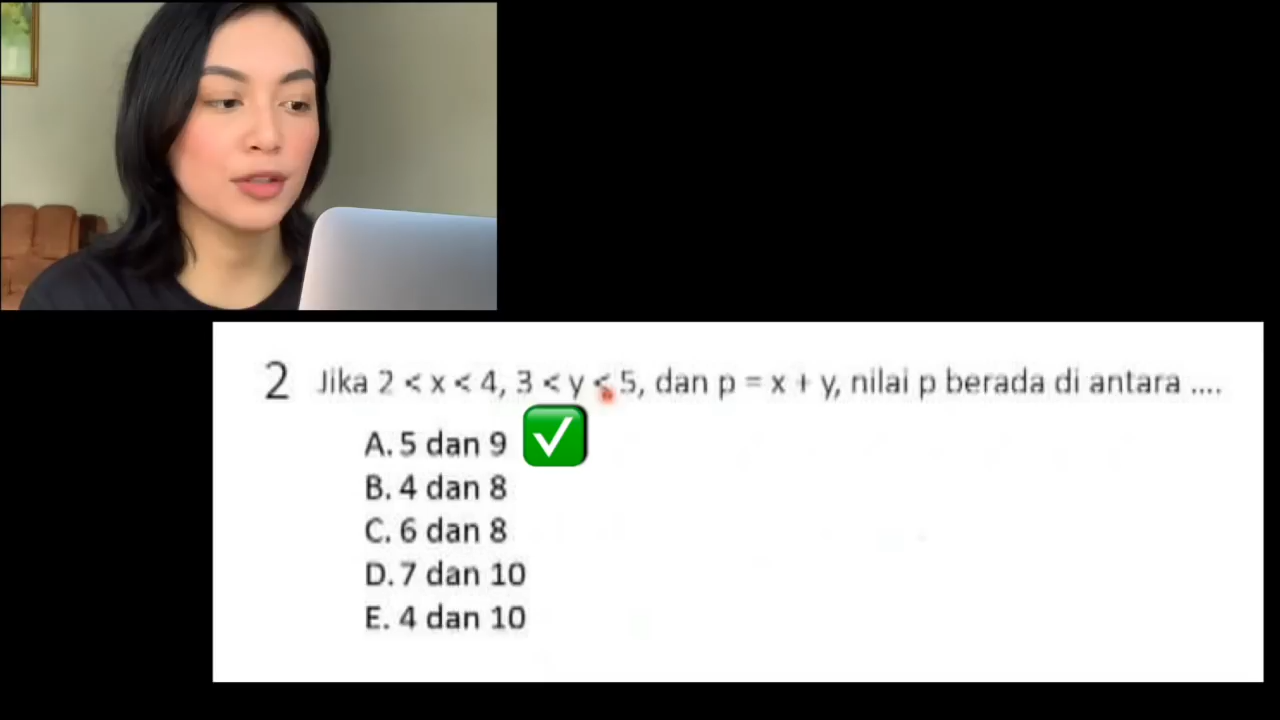 2 Jika 2 < x < 4, 3 < y < 5, dan p = x + y, nilai p berada di antara ....
A. 5 dan 9
B. 4 dan 8
C. 6 dan 8
D. 7 dan 10
E. 4 dan 10